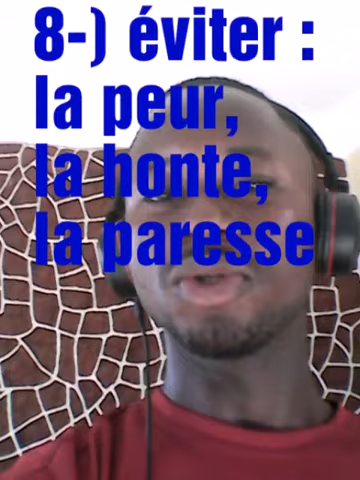 8-) éviter :
la peur,
la honte,
la paresse